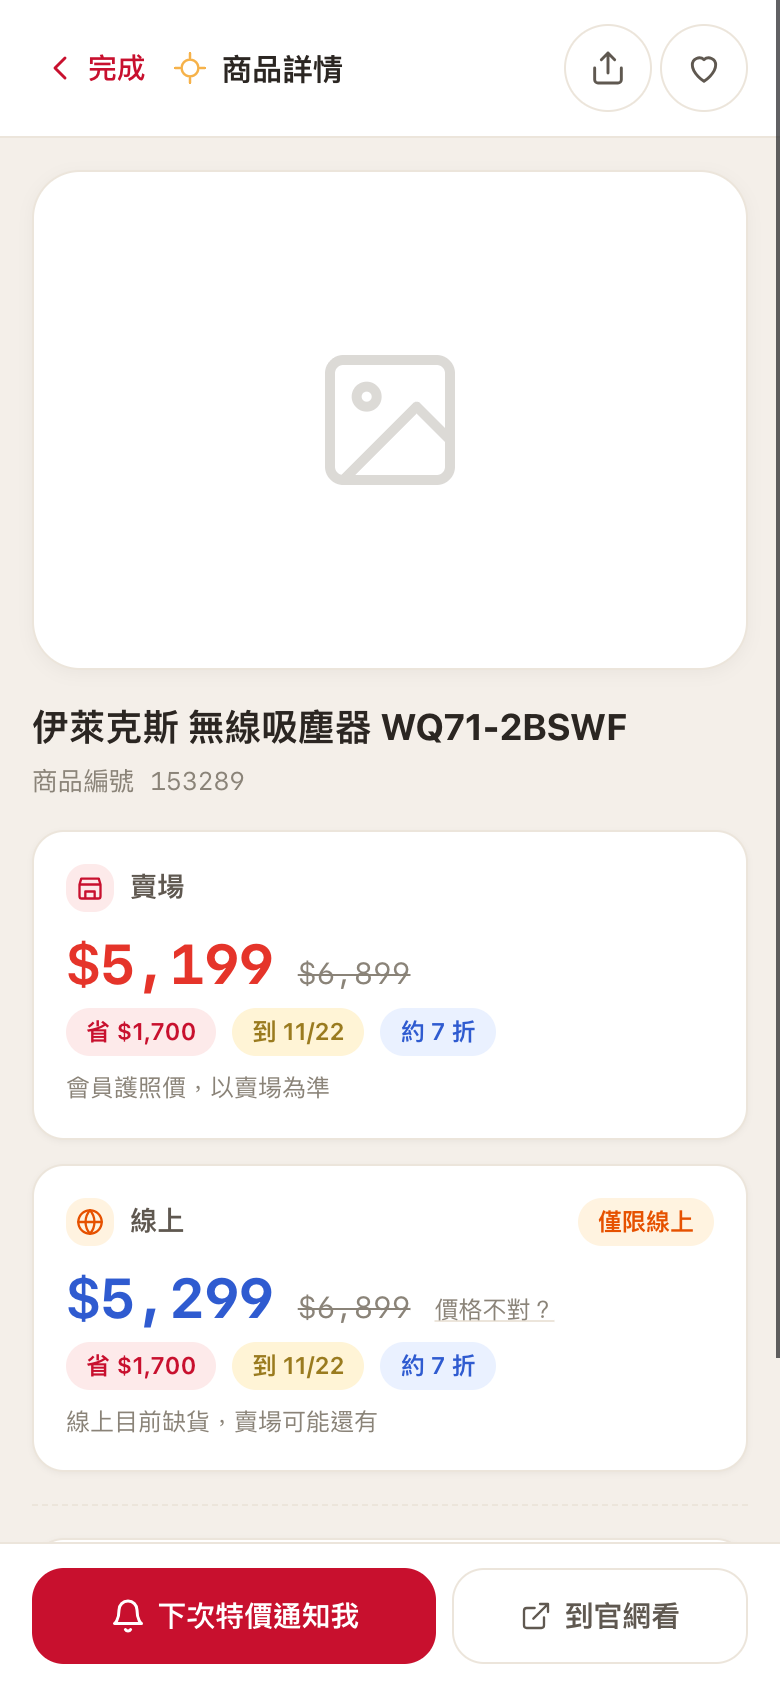 完成 商品詳情
伊萊克斯 無線吸塵器 WQ71-2BSWF
商品編號 153289
賣場
$5,199 $6,899
省 $1,700 到 11/22 約 7 折
會員護照價，以賣場為準
線上 僅限線上
$5,299 $6,899 價格不對？
省 $1,700 到 11/22 約 7 折
線上目前缺貨，賣場可能還有
下次特價通知我 到官網看